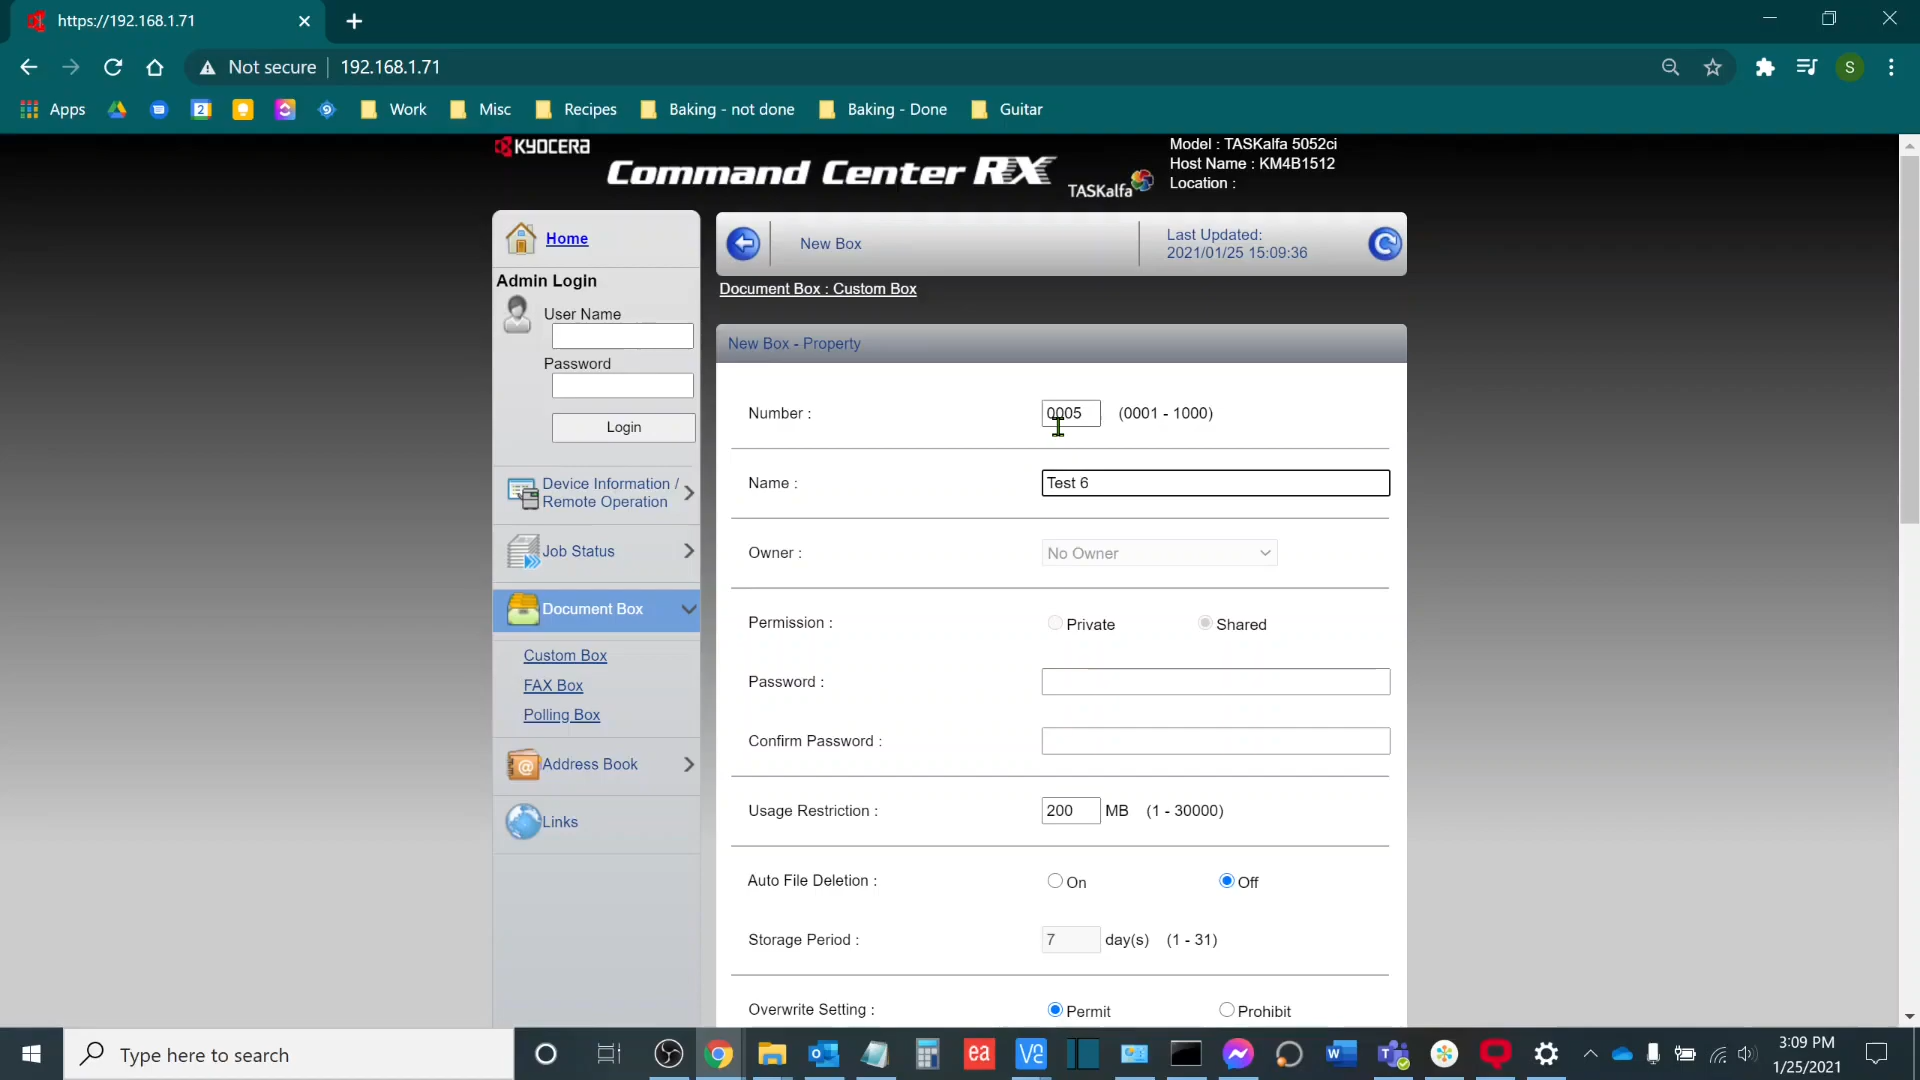 https://192.168.1.71
Not secure
192.168.1.71
S
Apps
2
Work
Misc
Recipes
Baking - not done
Baking - Done
Guitar
KYOCERA
Command Center RX
TASKalfa
Model : TASKalfa 5052ci
Host Name : KM4B1512
Location :
Home
Admin Login
User Name
Password
Login
Device Information /
Remote Operation
Job Status
Document Box
Custom Box
FAX Box
Polling Box
Address Book
Links
New Box
Last Updated:
2021/01/25 15:09:36
Document Box : Custom Box
New Box - Property
Number : 0005 (0001 - 1000)
Name : Test 6
Owner : No Owner
Permission : Private Shared
Password :
Confirm Password :
Usage Restriction : 200 MB (1 - 30000)
Auto File Deletion : On Off
Storage Period : 7 day(s) (1 - 31)
Overwrite Setting : Permit Prohibit
Type here to search
ea
3:09 PM
1/25/2021